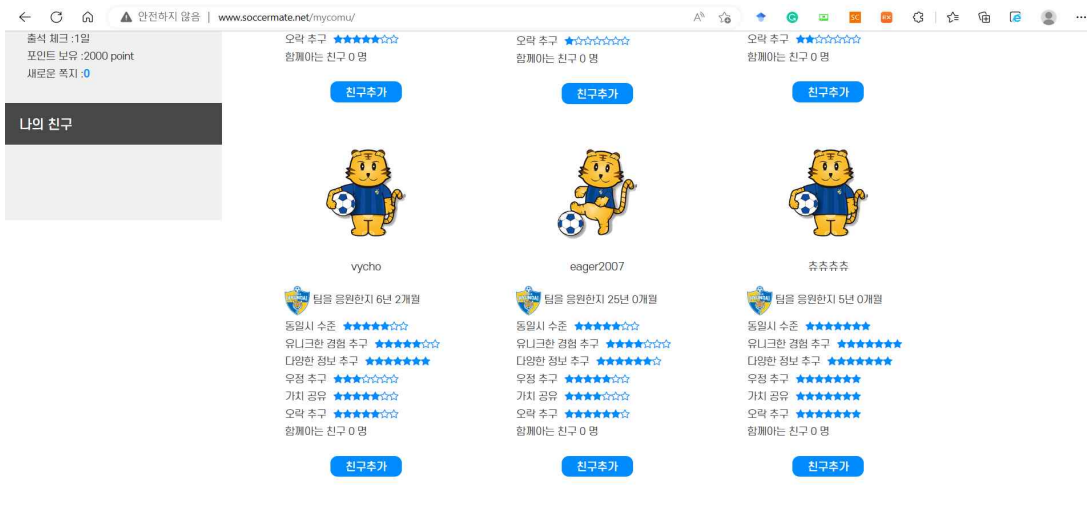 안전하지 않음 | www.soccermate.net/mycomu/
출석 체크 :1일
포인트 보유 :2000 point
새로운 쪽지 :0
나의 친구
오락 추구 ★★★★★☆☆
함께아는 친구 0 명
친구추가
오락 추구 ★☆☆☆☆☆☆
함께아는 친구 0 명
친구추가
오락 추구 ★★☆☆☆☆☆
함께아는 친구 0 명
친구추가
vycho
팀을 응원한지 6년 2개월
동일시 수준 ★★★★★☆☆
유니크한 경험 추구 ★★★★★☆☆
다양한 정보 추구 ★★★★★★★
우정 추구 ★★★☆☆☆☆
가치 공유 ★★★★★☆☆
오락 추구 ★★★★★☆☆
함께아는 친구 0 명
친구추가
eager2007
팀을 응원한지 25년 0개월
동일시 수준 ★★★★★☆☆
유니크한 경험 추구 ★★★★☆☆☆
다양한 정보 추구 ★★★★★★☆
우정 추구 ★★★★★☆☆
가치 공유 ★★★★☆☆☆
오락 추구 ★★★★★★☆
함께아는 친구 0 명
친구추가
츄츄츄츄
팀을 응원한지 5년 0개월
동일시 수준 ★★★★★★★
유니크한 경험 추구 ★★★★★★★
다양한 정보 추구 ★★★★★★★
우정 추구 ★★★★★★★
가치 공유 ★★★★★★★
오락 추구 ★★★★★★★
함께아는 친구 0 명
친구추가